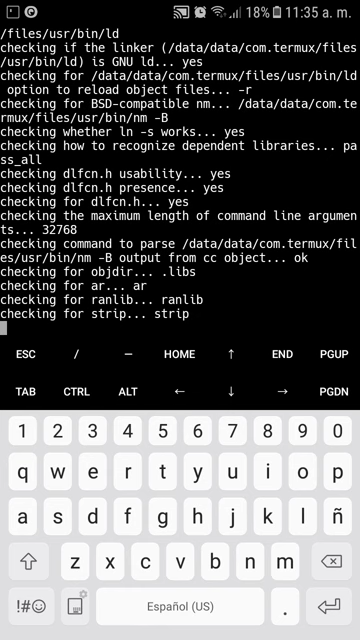 18% 11:35 a. m.
/files/usr/bin/ld
checking if the linker (/data/data/com.termux/files
/usr/bin/ld) is GNU ld... yes
checking for /data/data/com.termux/files/usr/bin/ld
 option to reload object files... -r
checking for BSD-compatible nm... /data/data/com.te
rmux/files/usr/bin/nm -B
checking whether ln -s works... yes
checking how to recognize dependent libraries... pa
ss_all
checking dlfcn.h usability... yes
checking dlfcn.h presence... yes
checking for dlfcn.h... yes
checking the maximum length of command line argumen
ts... 32768
checking command to parse /data/data/com.termux/fil
es/usr/bin/nm -B output from cc object... ok
checking for objdir... .libs
checking for ar... ar
checking for ranlib... ranlib
checking for strip... strip
ESC / — HOME ↑ END PGUP
TAB CTRL ALT ← ↓ → PGDN
1 2 3 4 5 6 7 8 9 0
q w e r t y u i o p
a s d f g h j k l ñ
z x c v b n m
!#☺ Español (US) .